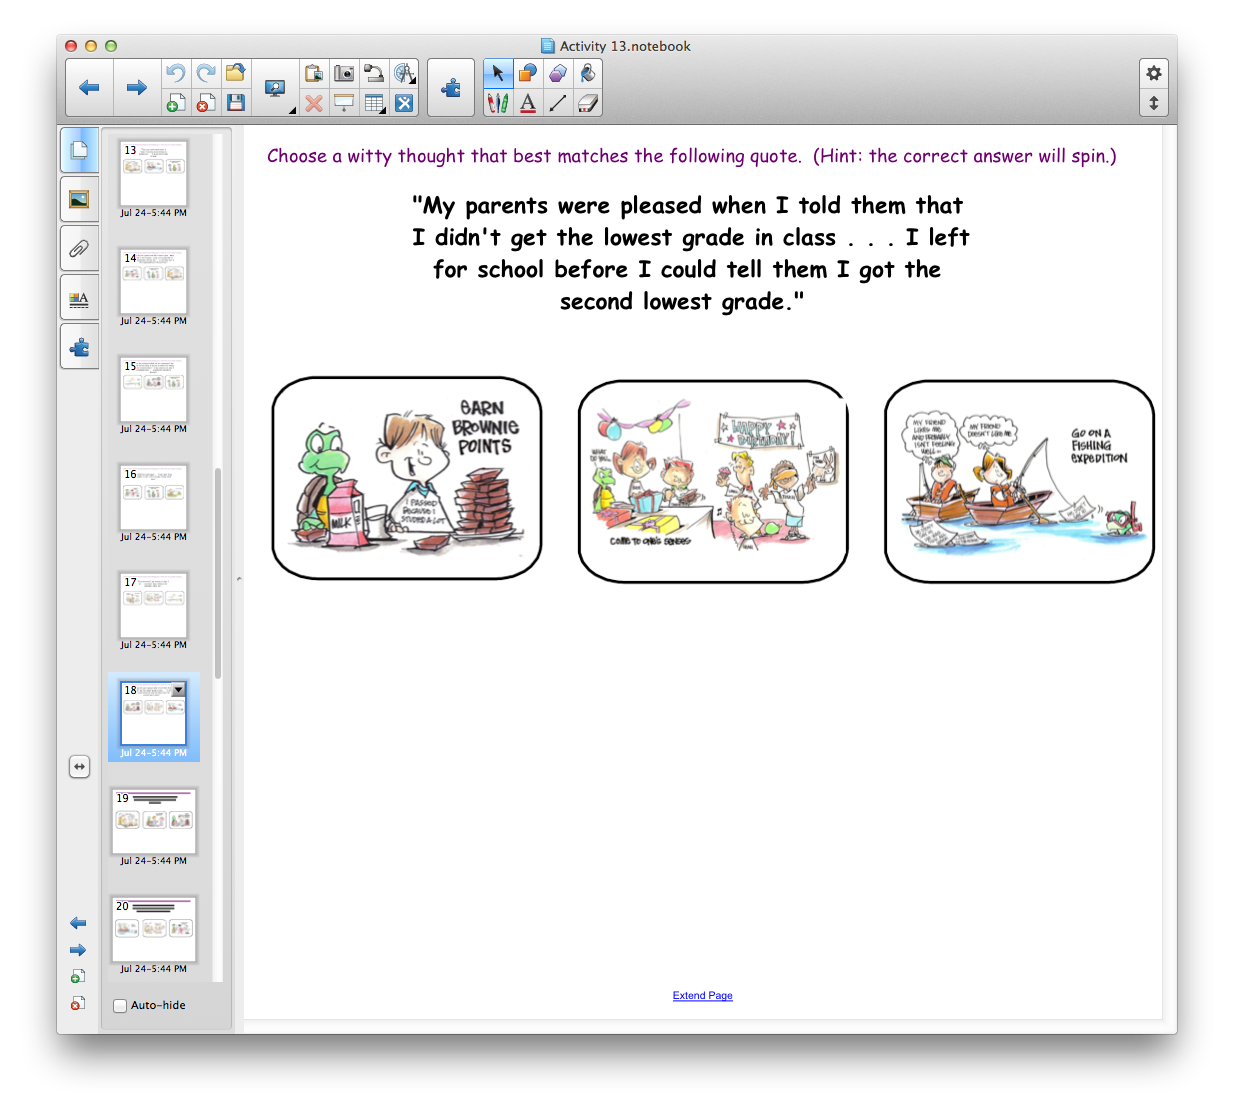 Activity 13.notebook
13
Jul 24-5:44 PM
14
Jul 24-5:44 PM
15
Jul 24-5:44 PM
16
Jul 24-5:44 PM
17
Jul 24-5:44 PM
18
Jul 24-5:44 PM
19
Jul 24-5:44 PM
20
Jul 24-5:44 PM
Auto-hide
Choose a witty thought that best matches the following quote.  (Hint: the correct answer will spin.)
"My parents were pleased when I told them that
I didn't get the lowest grade in class . . . I left
for school before I could tell them I got the
second lowest grade."
EARN
BROWNIE
POINTS
MILK
I PASSED
BECAUSE I
STUDIED A LOT
HAPPY
BIRTHDAY!
WHAT
DO YOU...
COME TO ONE'S SENSES
MY FRIEND
LIKES ME
AND PROBABLY
ISN'T FEELING
WELL..
MY FRIEND
DOESN'T LIKE ME
GO ON A
FISHING
EXPEDITION
Extend Page